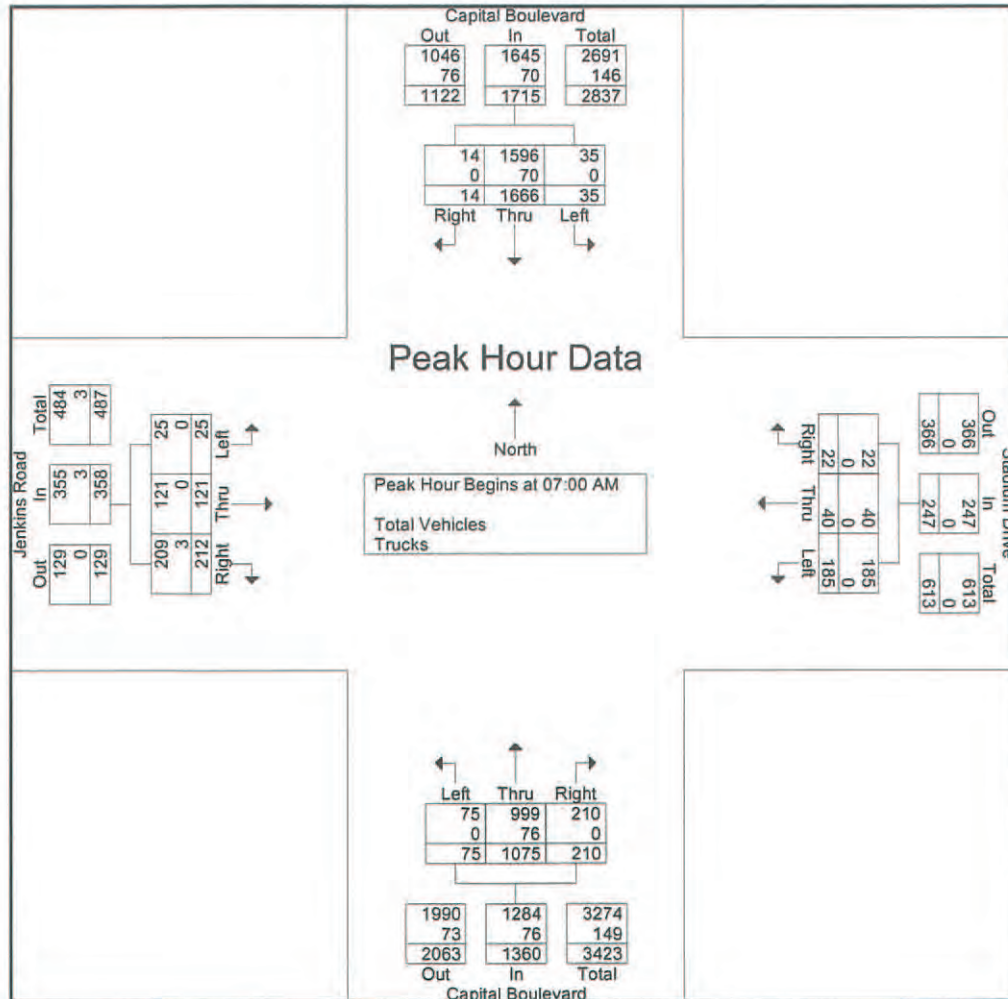 Capital Boulevard
Out In Total
1046 1645 2691
76 70 146
1122 1715 2837
14 1596 35
0 70 0
14 1666 35
Right Thru Left
Peak Hour Data
North
Peak Hour Begins at 07:00 AM
Total Vehicles
Trucks
Jenkins Road
Out In Total
129 355 484
0 3 3
129 358 487
209 121 25
3 0 0
212 121 25
Right Thru Left
Drive
Out In Total
366 247 613
0 0 0
366 247 613
Right Thru Left
22 40 185
0 0 0
22 40 185
Left Thru Right
75 999 210
0 76 0
75 1075 210
1990 1284 3274
73 76 149
2063 1360 3423
Out In Total
Capital Boulevard